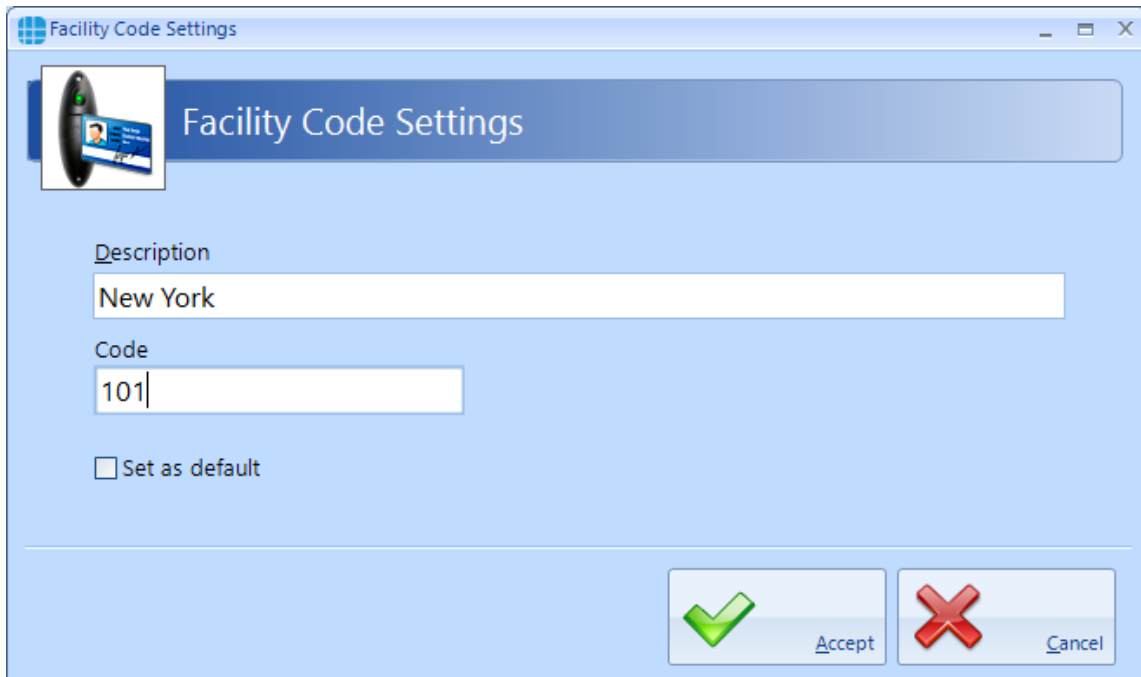 Facility Code Settings
Facility Code Settings
Description
New York
Code
101
Set as default
Accept
Cancel